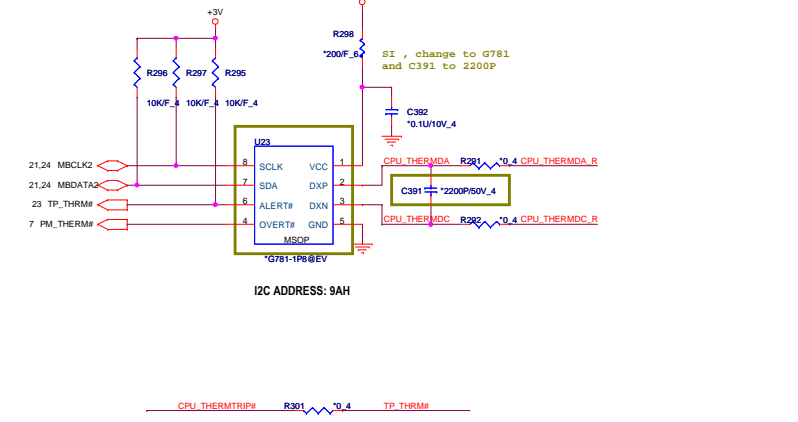 +3V
R298
*200/F_6
SI , change to G781
and C391 to 2200P
R296
R297
R295
10K/F_4
10K/F_4
10K/F_4
C392
*0.1U/10V_4
U23
21,24 MBCLK2
8
SCLK
VCC
1
CPU_THERMDA
R291
*0_4
CPU_THERMDA_R
21,24 MBDATA2
7
SDA
DXP
2
C391
*2200P/50V_4
23 TP_THRM#
6
ALERT#
DXN
3
7 PM_THERM#
4
OVERT#
GND
5
CPU_THERMDC
R292
*0_4
CPU_THERMDC_R
MSOP
*G781-1P8@EV
I2C ADDRESS: 9AH
CPU_THERMTRIP#
R301
*0_4
TP_THRM#